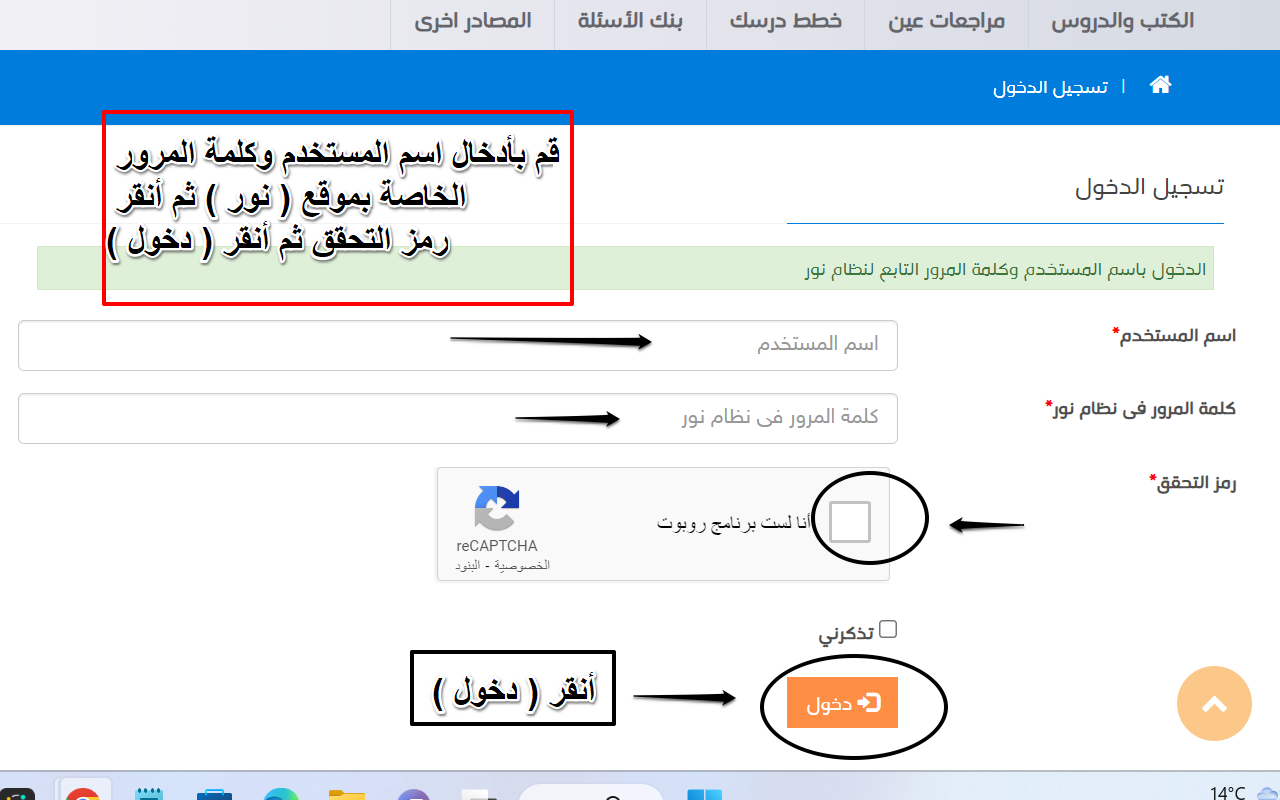 الكتب والدروس
مراجعات عين
خطط درسك
بنك الأسئلة
المصادر اخرى
تسجيل الدخول
قم بأدخال اسم المستخدم وكلمة المرور
الخاصة بموقع ( نور ) ثم أنقر
رمز التحقق ثم أنقر ( دخول )
تسجيل الدخول
الدخول باسم المستخدم وكلمة المرور التابع لنظام نور
اسم المستخدم*
اسم المستخدم
كلمة المرور فى نظام نور*
كلمة المرور فى نظام نور
رمز التحقق*
أنا لست برنامج روبوت
reCAPTCHA
الخصوصية - البنود
تذكرني
دخول
أنقر ( دخول )
14°C